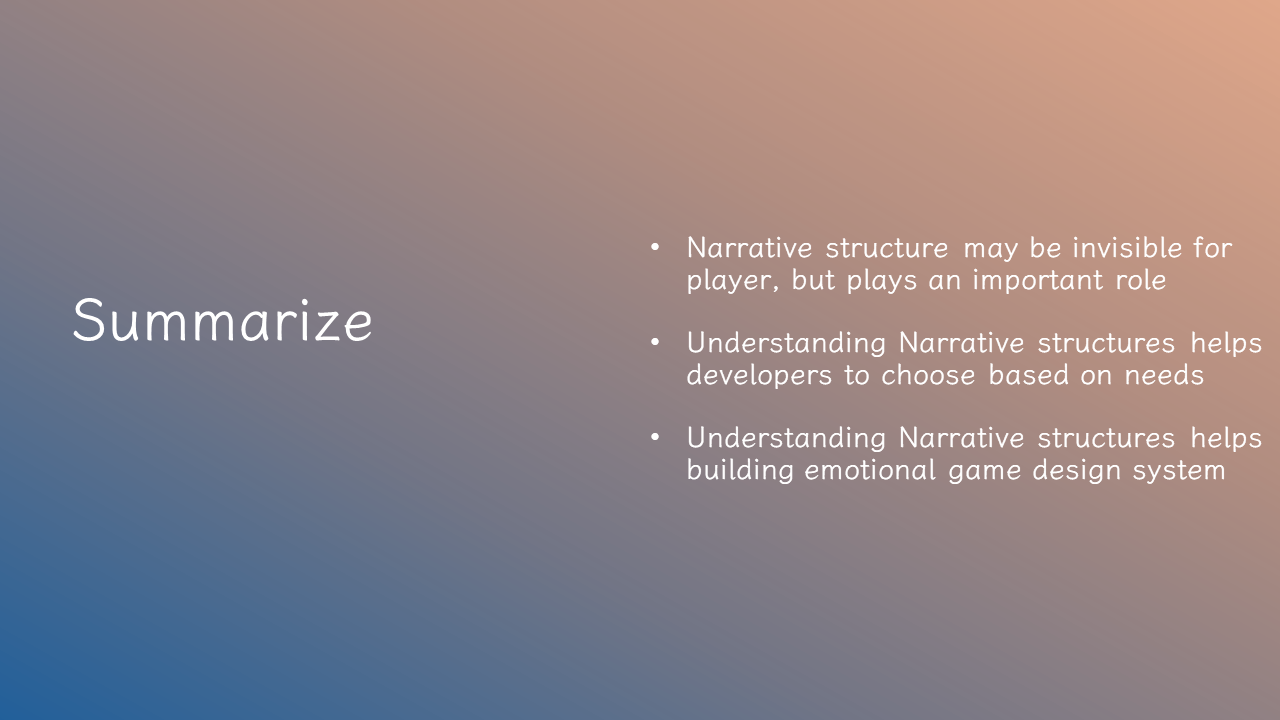 Summarize
• Narrative structure may be invisible for
player, but plays an important role
• Understanding Narrative structures helps
developers to choose based on needs
• Understanding Narrative structures helps
building emotional game design system